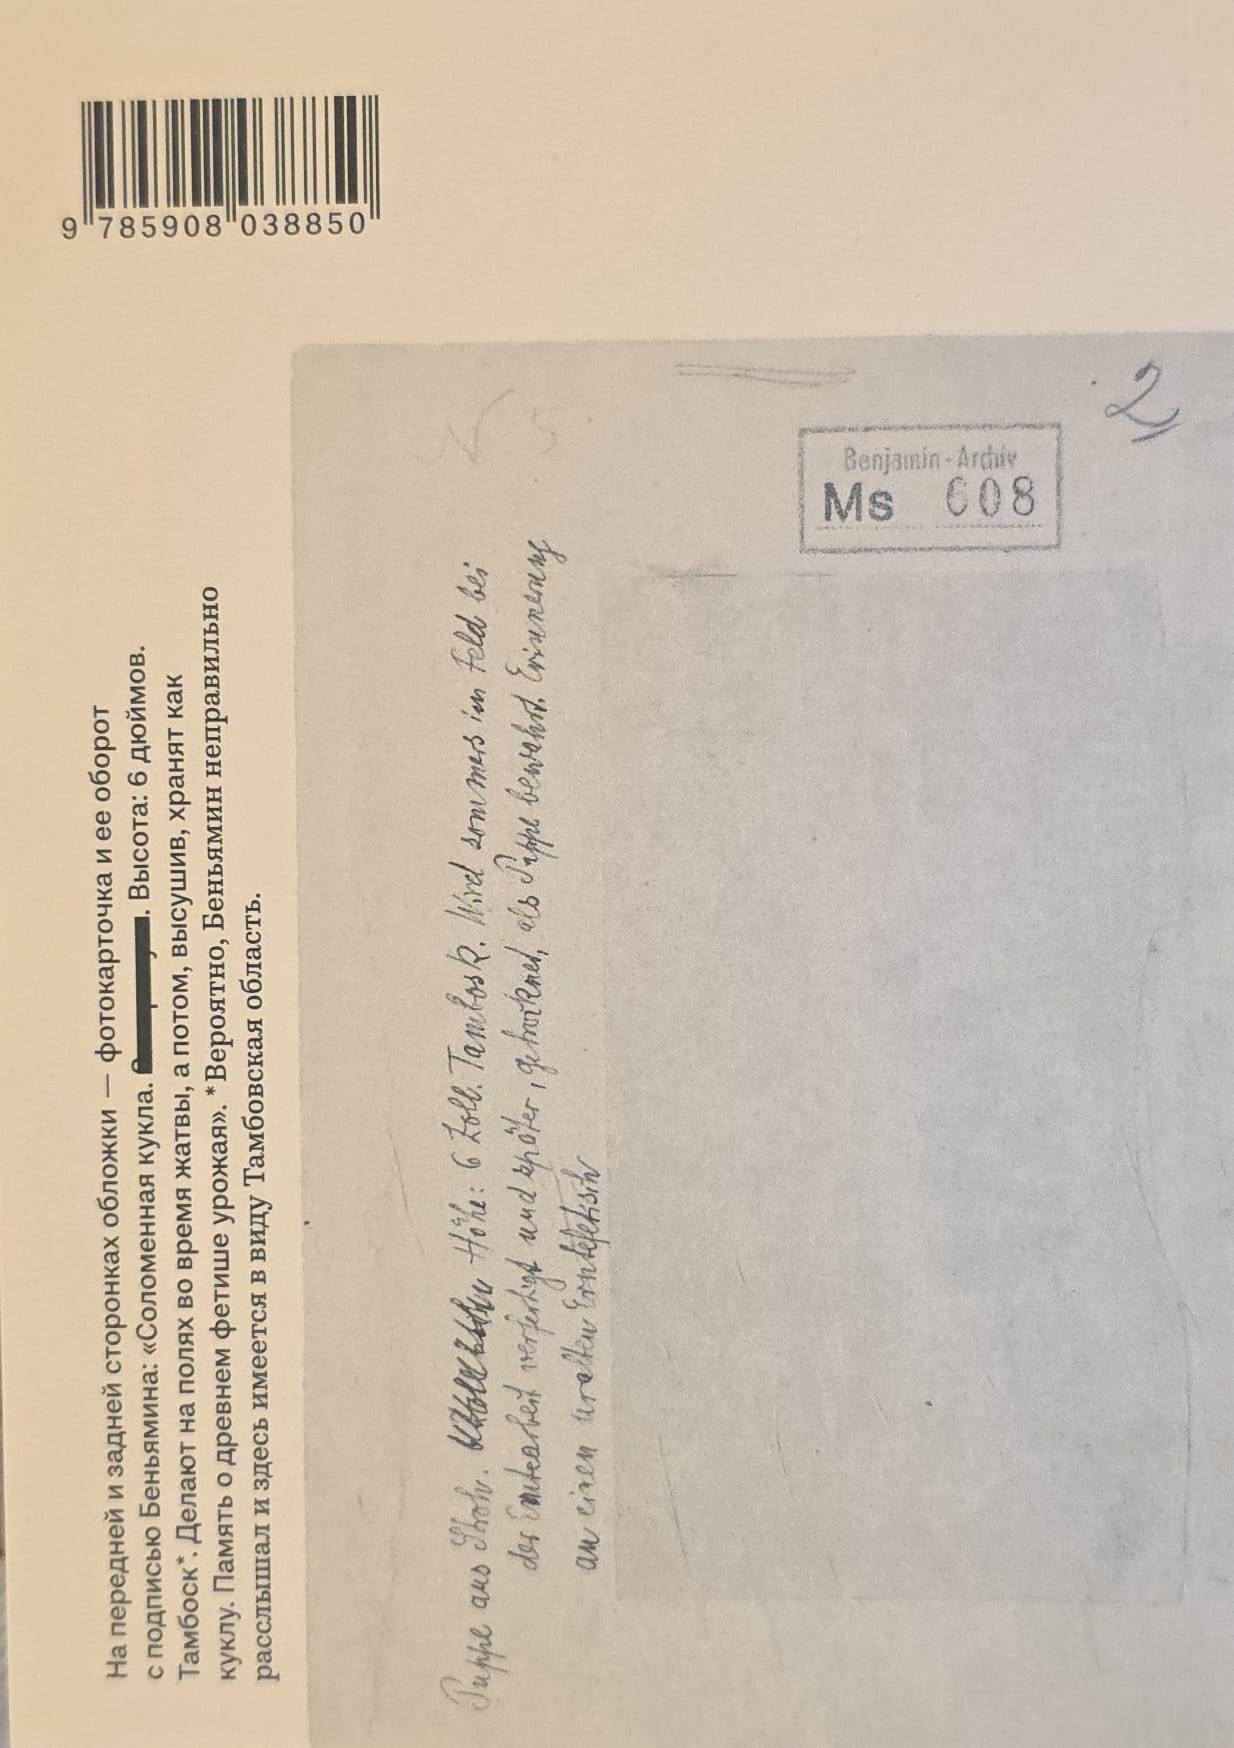 9 785908 038850
На передней и задней сторонках обложки — фотокарточка и ее оборот
с подписью Беньямина: «Соломенная кукла. . Высота: 6 дюймов.
Тамбоск*. Делают на полях во время жатвы, а потом, высушив, хранят как
куклу. Память о древнем фетише урожая». *Вероятно, Беньямин неправильно
расслышал и здесь имеется в виду Тамбовская область.
Puppe aus Stroh. Höhe: 6 Zoll. Tambosk. Wird sommers im Feld bei
der Erntearbeit verfertigt und später, getrocknet, als Puppe bewahrt. Erinnerung
an einen uralten Erntefetisch
Benjamin-Archiv
Ms 608
2